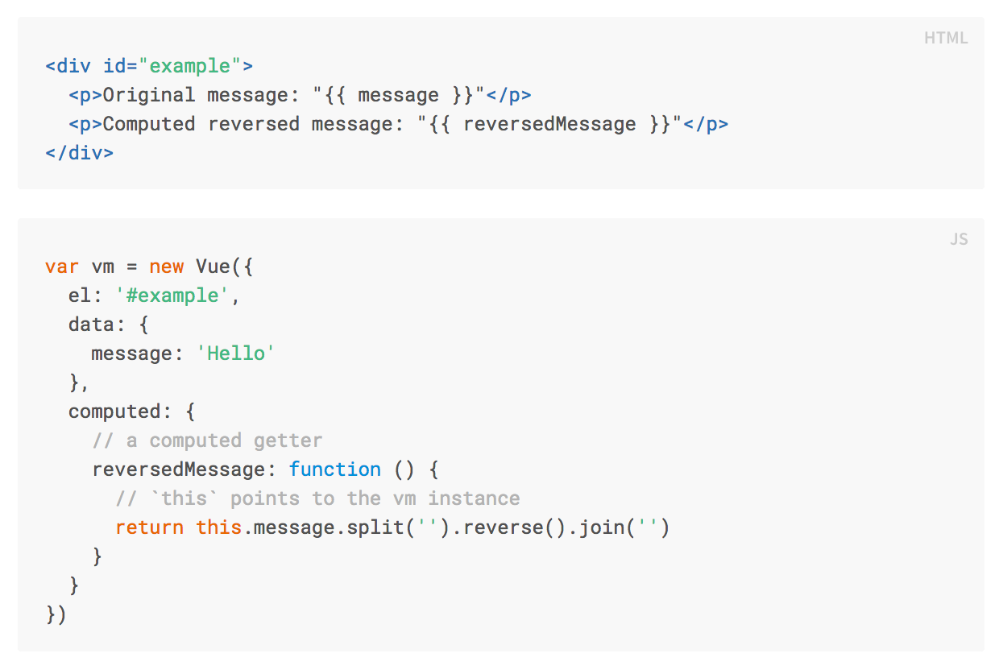 HTML
<div id="example">
  <p>Original message: "{{ message }}"</p>
  <p>Computed reversed message: "{{ reversedMessage }}"</p>
</div>
JS
var vm = new Vue({
  el: '#example',
  data: {
    message: 'Hello'
  },
  computed: {
    // a computed getter
    reversedMessage: function () {
      // `this` points to the vm instance
      return this.message.split('').reverse().join('')
    }
  }
})